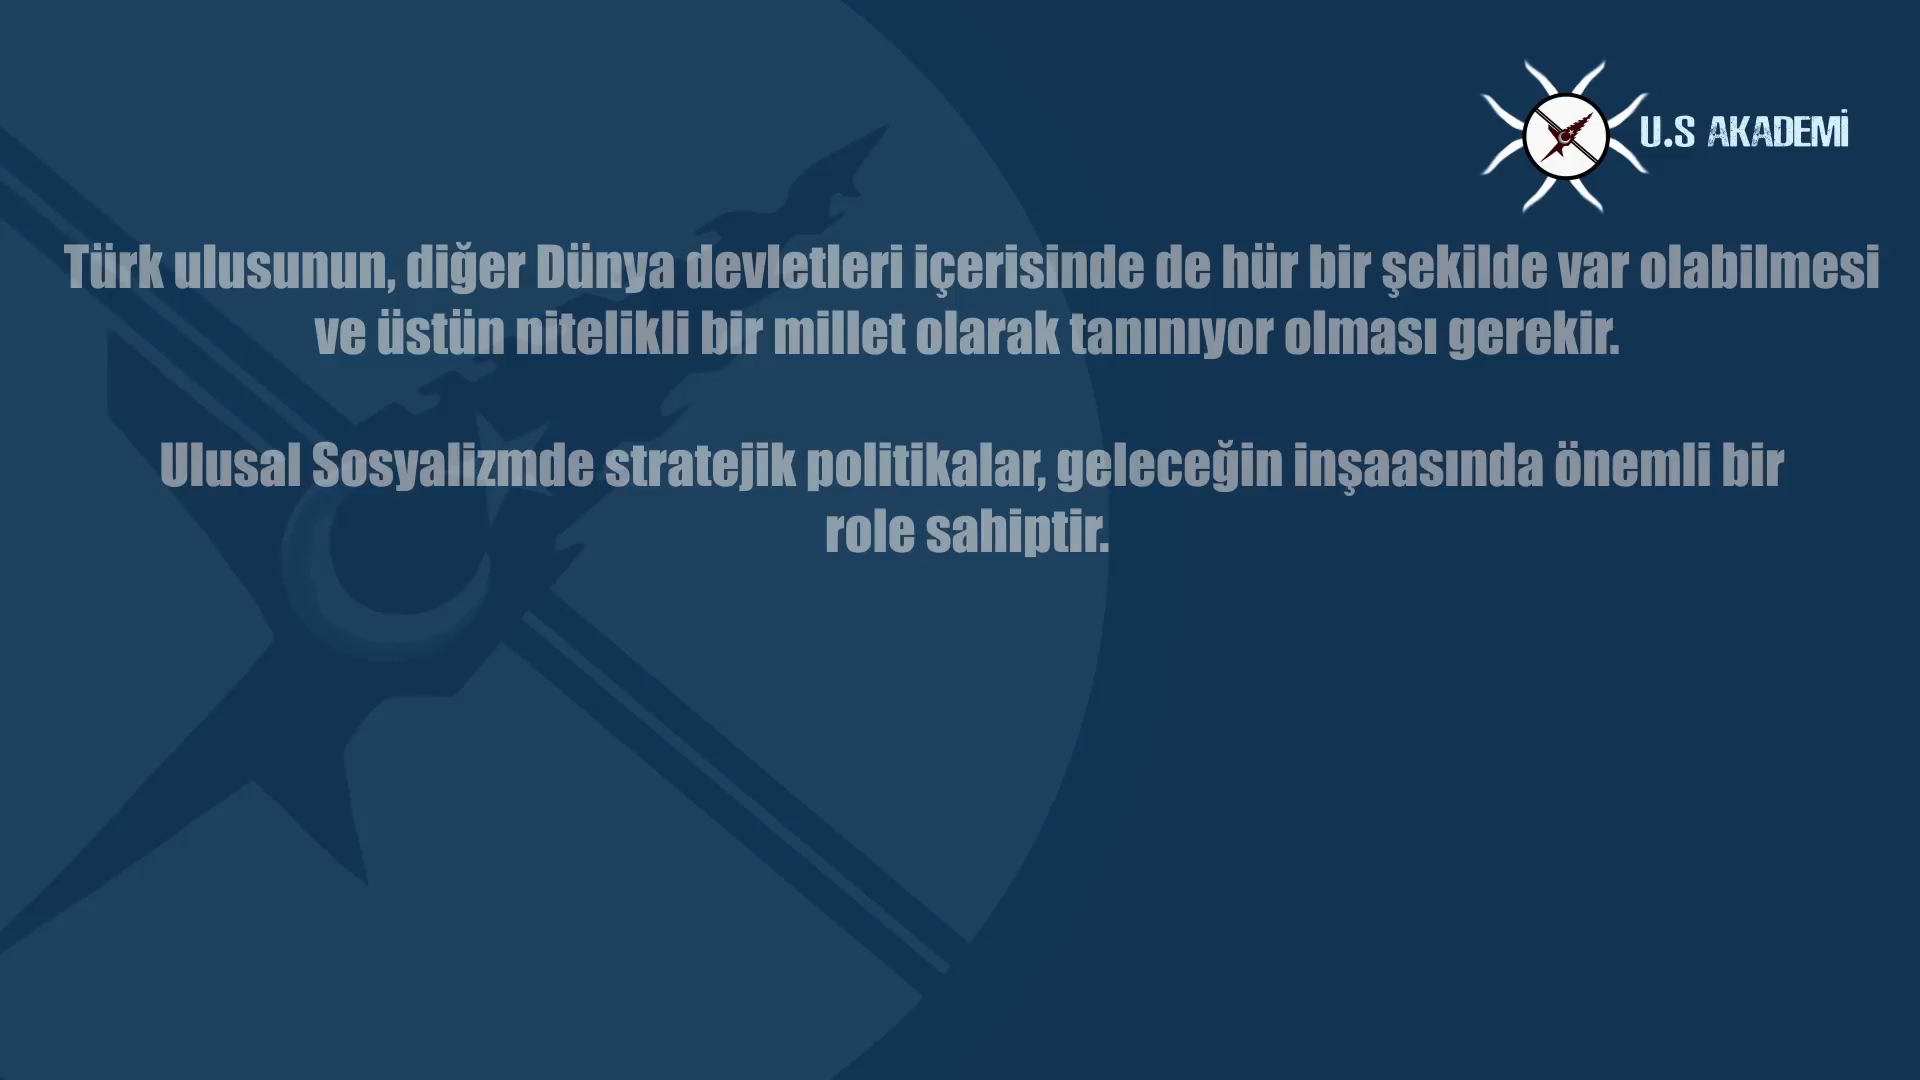 U.S AKADEMİ
Türk ulusunun, diğer Dünya devletleri içerisinde de hür bir şekilde var olabilmesi
ve üstün nitelikli bir millet olarak tanınıyor olması gerekir.
Ulusal Sosyalizmde stratejik politikalar, geleceğin inşaasında önemli bir
role sahiptir.